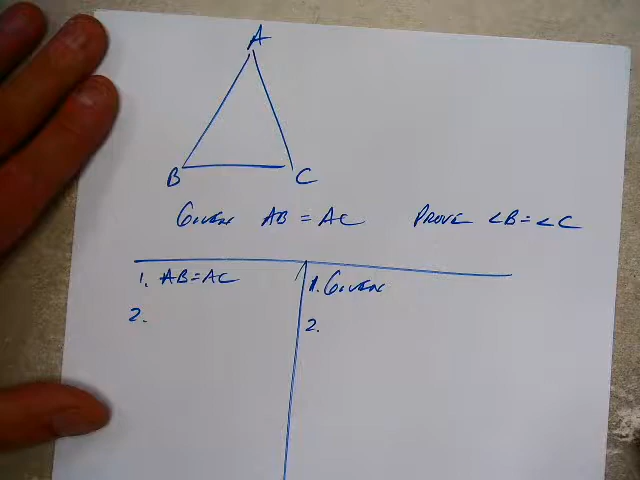 A
B C
GIVEN AB = AC PROVE ∠B = ∠C
1. AB = AC 1. GIVEN
2. 2.